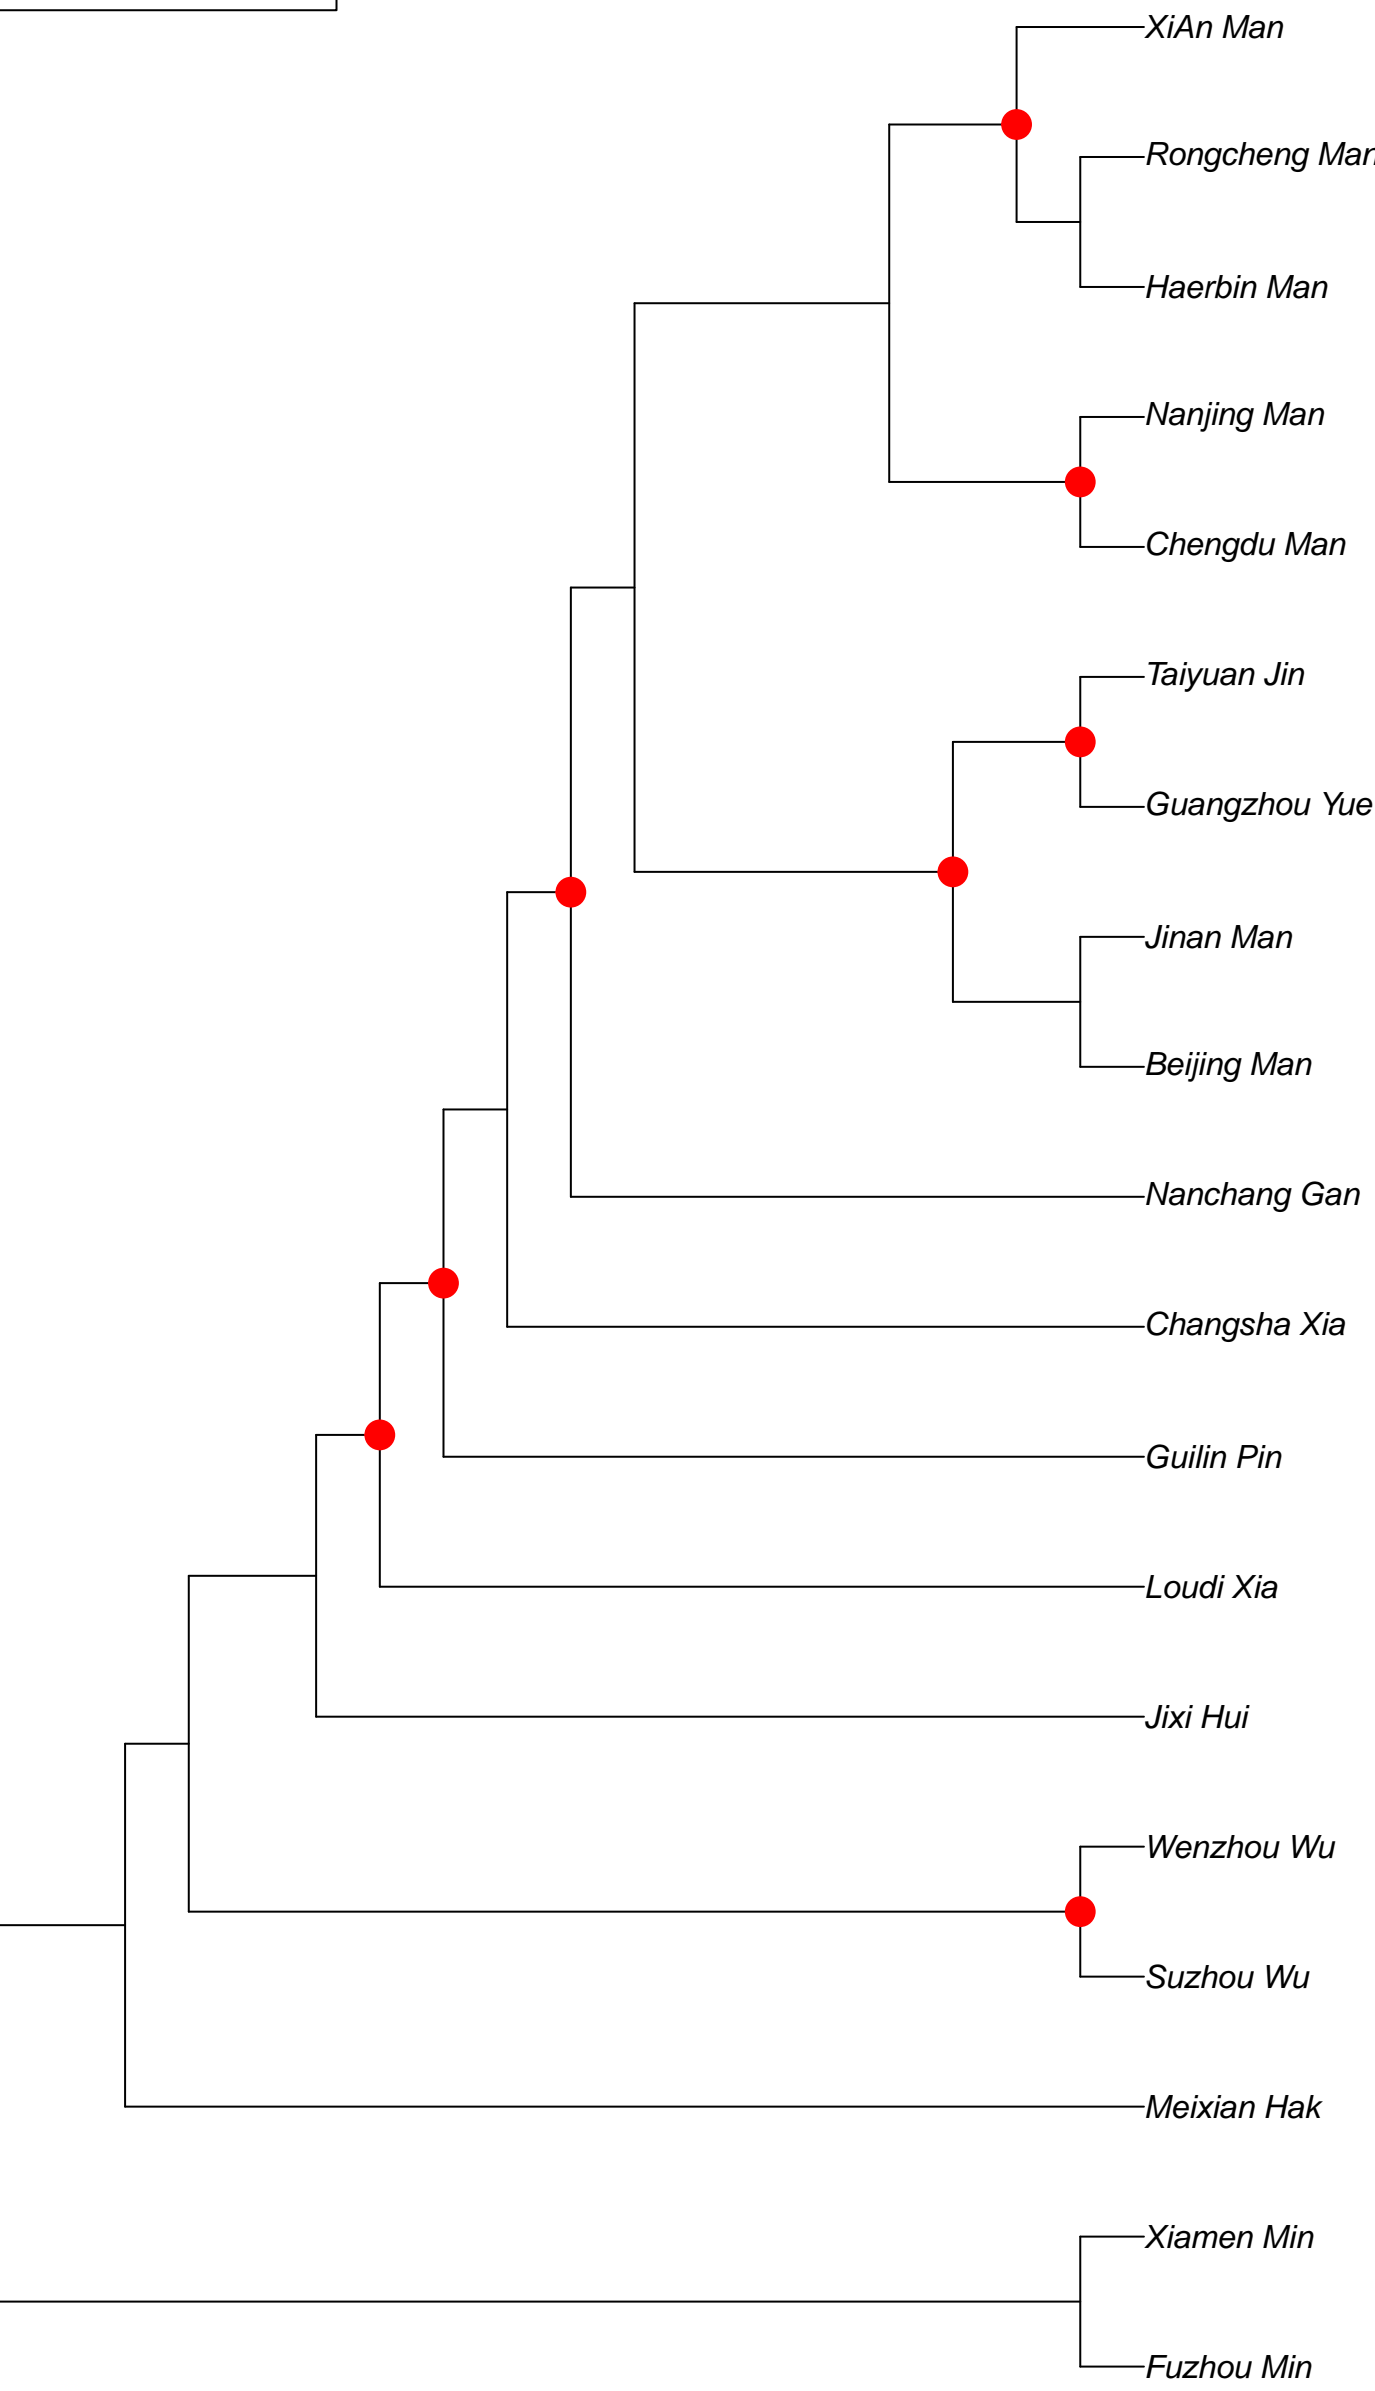 XiAn Man
Rongcheng Man
Haerbin Man
Nanjing Man
Chengdu Man
Taiyuan Jin
Guangzhou Yue
Jinan Man
Beijing Man
Nanchang Gan
Changsha Xia
Guilin Pin
Loudi Xia
Jixi Hui
Wenzhou Wu
Suzhou Wu
Meixian Hak
Xiamen Min
Fuzhou Min